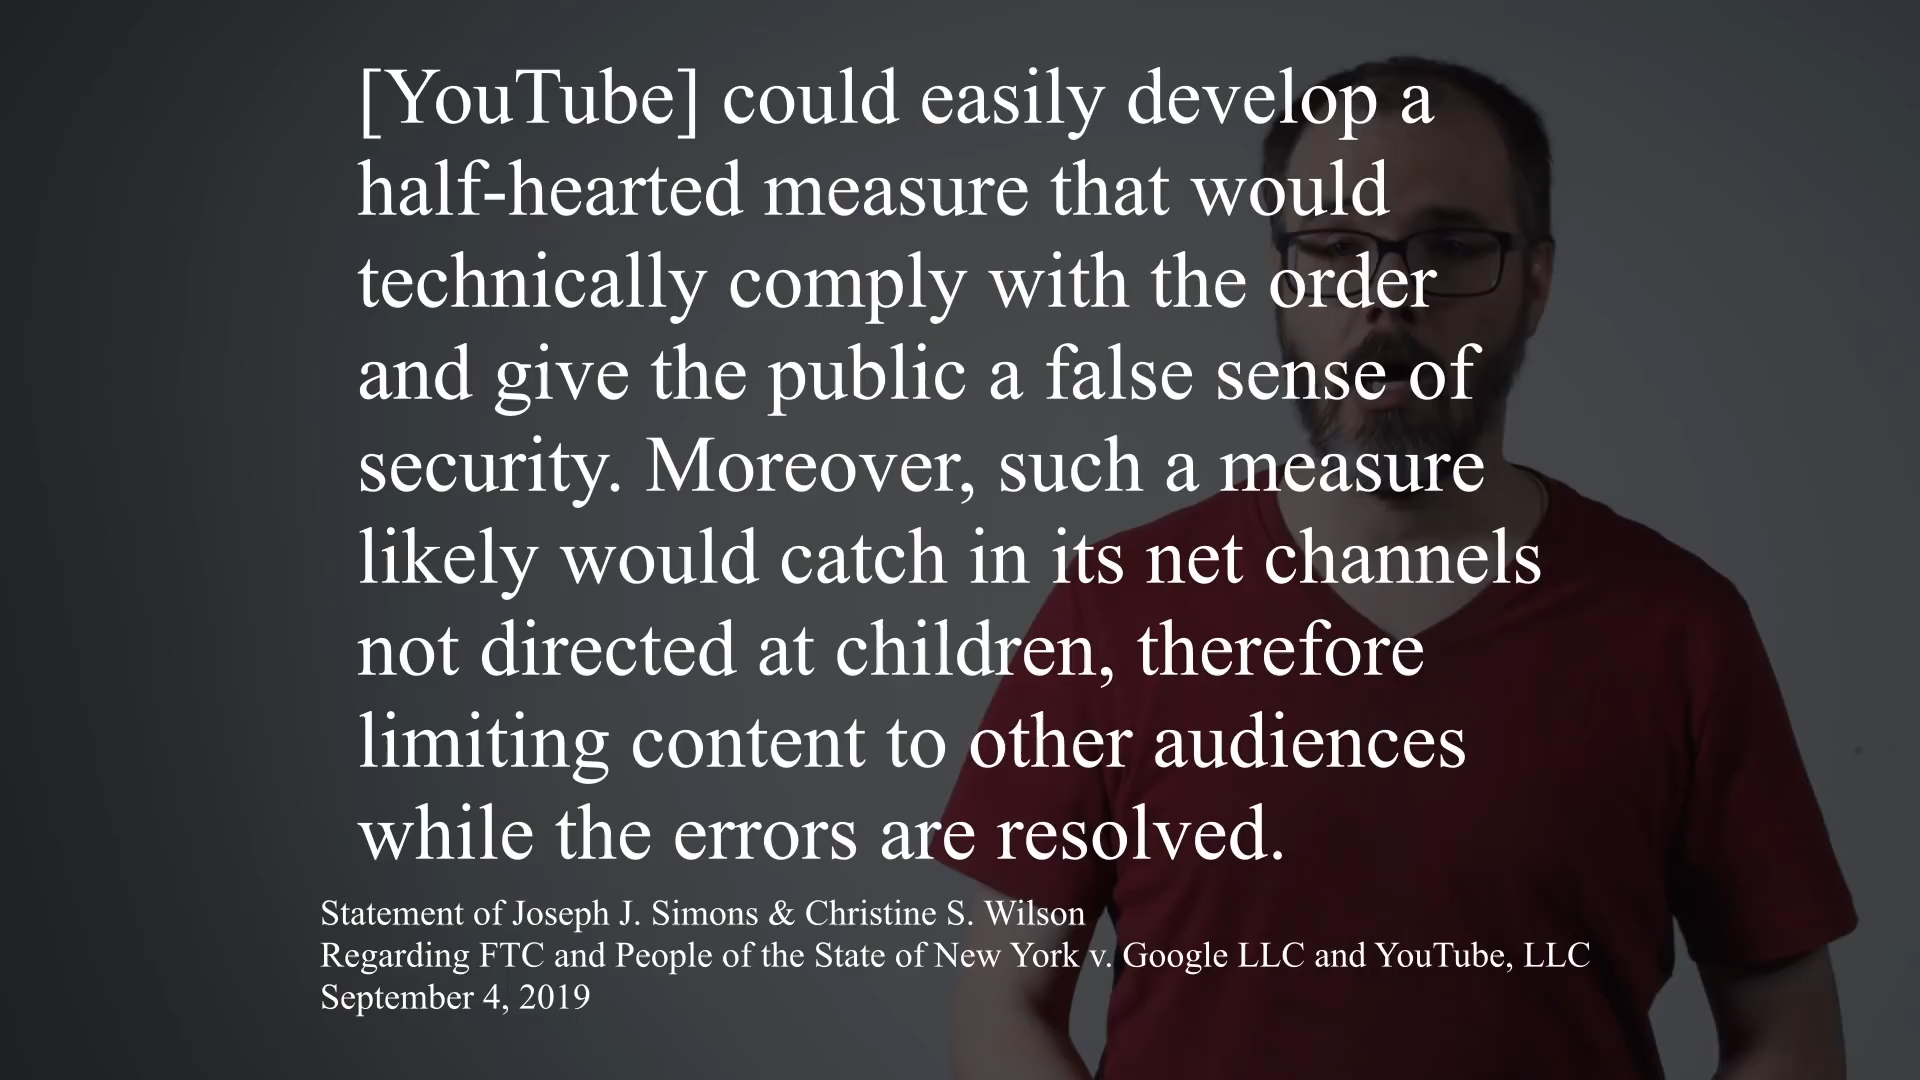 [YouTube] could easily develop a
half-hearted measure that would
technically comply with the order
and give the public a false sense of
security. Moreover, such a measure
likely would catch in its net channels
not directed at children, therefore
limiting content to other audiences
while the errors are resolved.
Statement of Joseph J. Simons & Christine S. Wilson
Regarding FTC and People of the State of New York v. Google LLC and YouTube, LLC
September 4, 2019